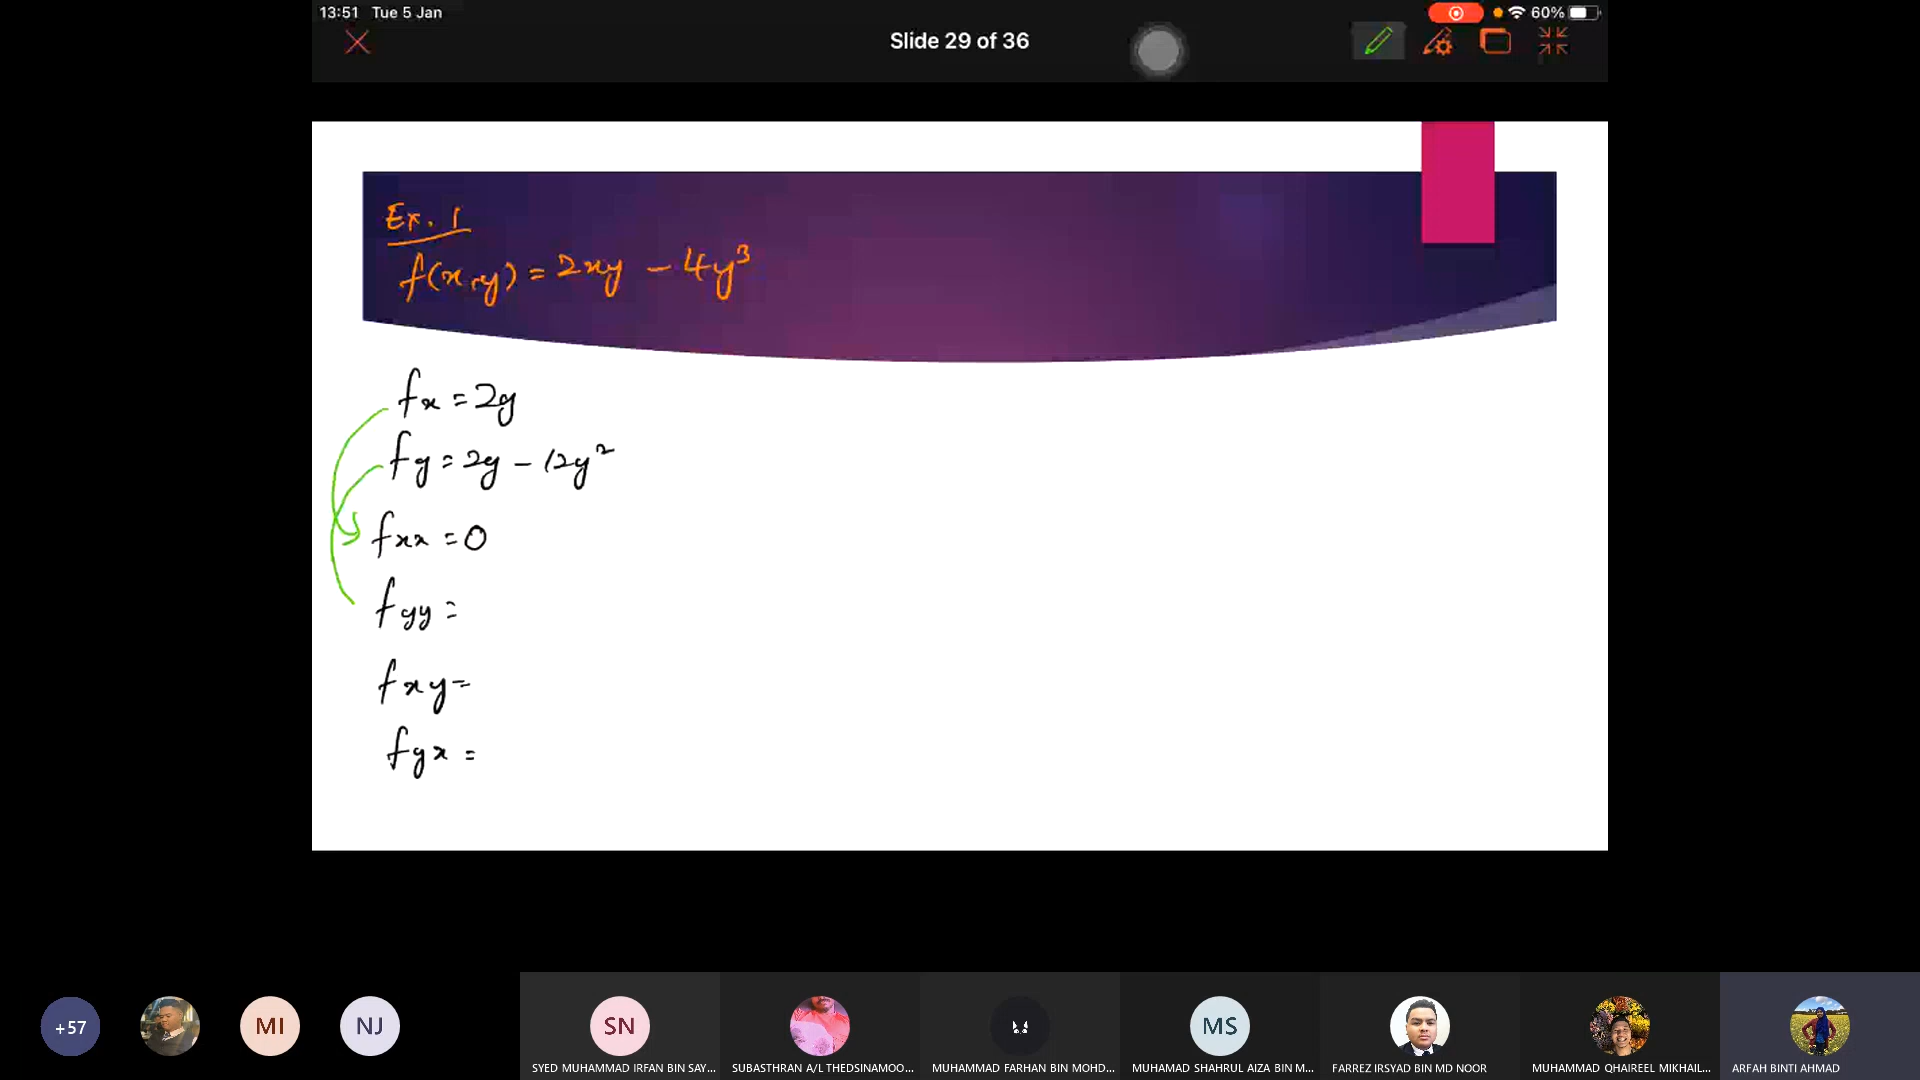 13:51 Tue 5 Jan
60%
Slide 29 of 36
Ex. 1
f(x,y) = 2xy - 4y³
fx = 2y
fy = 2y - 12y²
fxx = 0
fyy =
fxy =
fyx =
+57
MI
NJ
SN
MS
SYED MUHAMMAD IRFAN BIN SAY...
SUBASTHRAN A/L THEDSINAMOO...
MUHAMMAD FARHAN BIN MOHD...
MUHAMAD SHAHRUL AIZA BIN M...
FARREZ IRSYAD BIN MD NOOR
MUHAMMAD QHAIREEL MIKHAIL...
ARFAH BINTI AHMAD